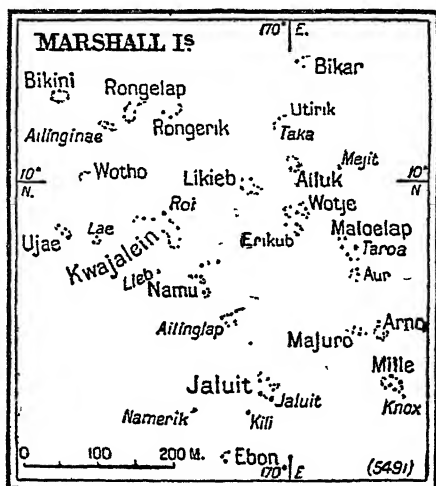 MARSHALL Is
170° E.
Bikar
Bikini
Rongelap
Utirik
Ailinginae
Rongerik
Taka
10° N.
Wotho
Likieb
Ailuk
Mejit
10° N
Roi
Wotje
Ujae
Lae
Kwajalein
Erikub
Maloelap
Taroa
Lieb
Namu
Aur
Ailinglap
Majuro
Arno
Mille
Jaluit
Jaluit
Knox
Namerik
Kili
0 100 200 M.
Ebon
170° E
(5491)